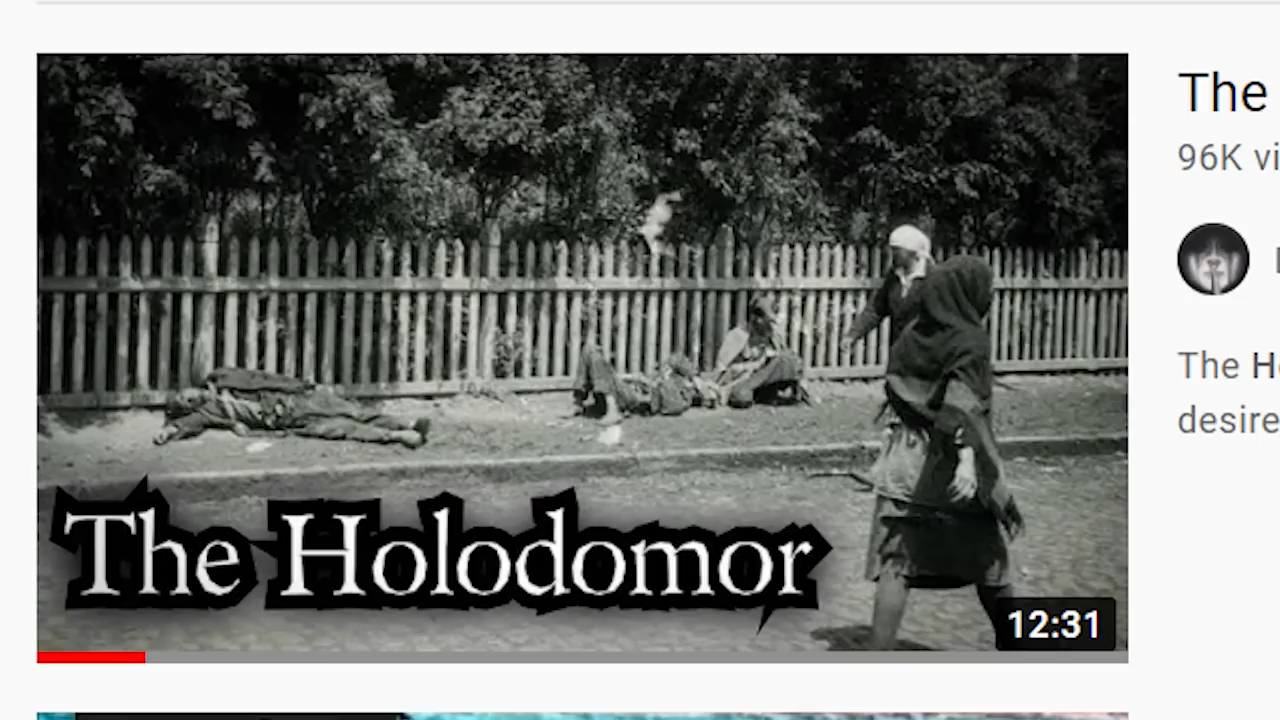 The
96K vi
The Holodomor
The H
desire
12:31